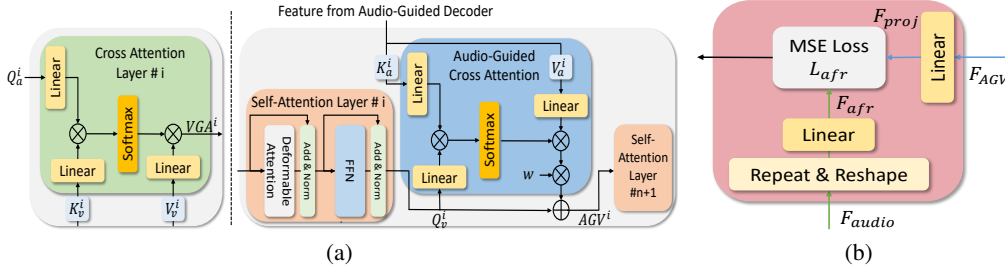 Cross Attention
Layer # i
Q_a^i
Linear
Softmax
VGA^i
Linear
Linear
K_v^i
V_v^i
Feature from Audio-Guided Decoder
K_a^i
Audio-Guided
Cross Attention
V_a^i
Linear
Linear
Self-Attention Layer # i
Deformable
Attention
Add & Norm
FFN
Add & Norm
Softmax
Linear
w
Q_v^i
AGV^i
Self-
Attention
Layer
#n+1
(a)
F_proj
MSE Loss
L_afr
Linear
F_AGV
F_afr
Linear
Repeat & Reshape
F_audio
(b)